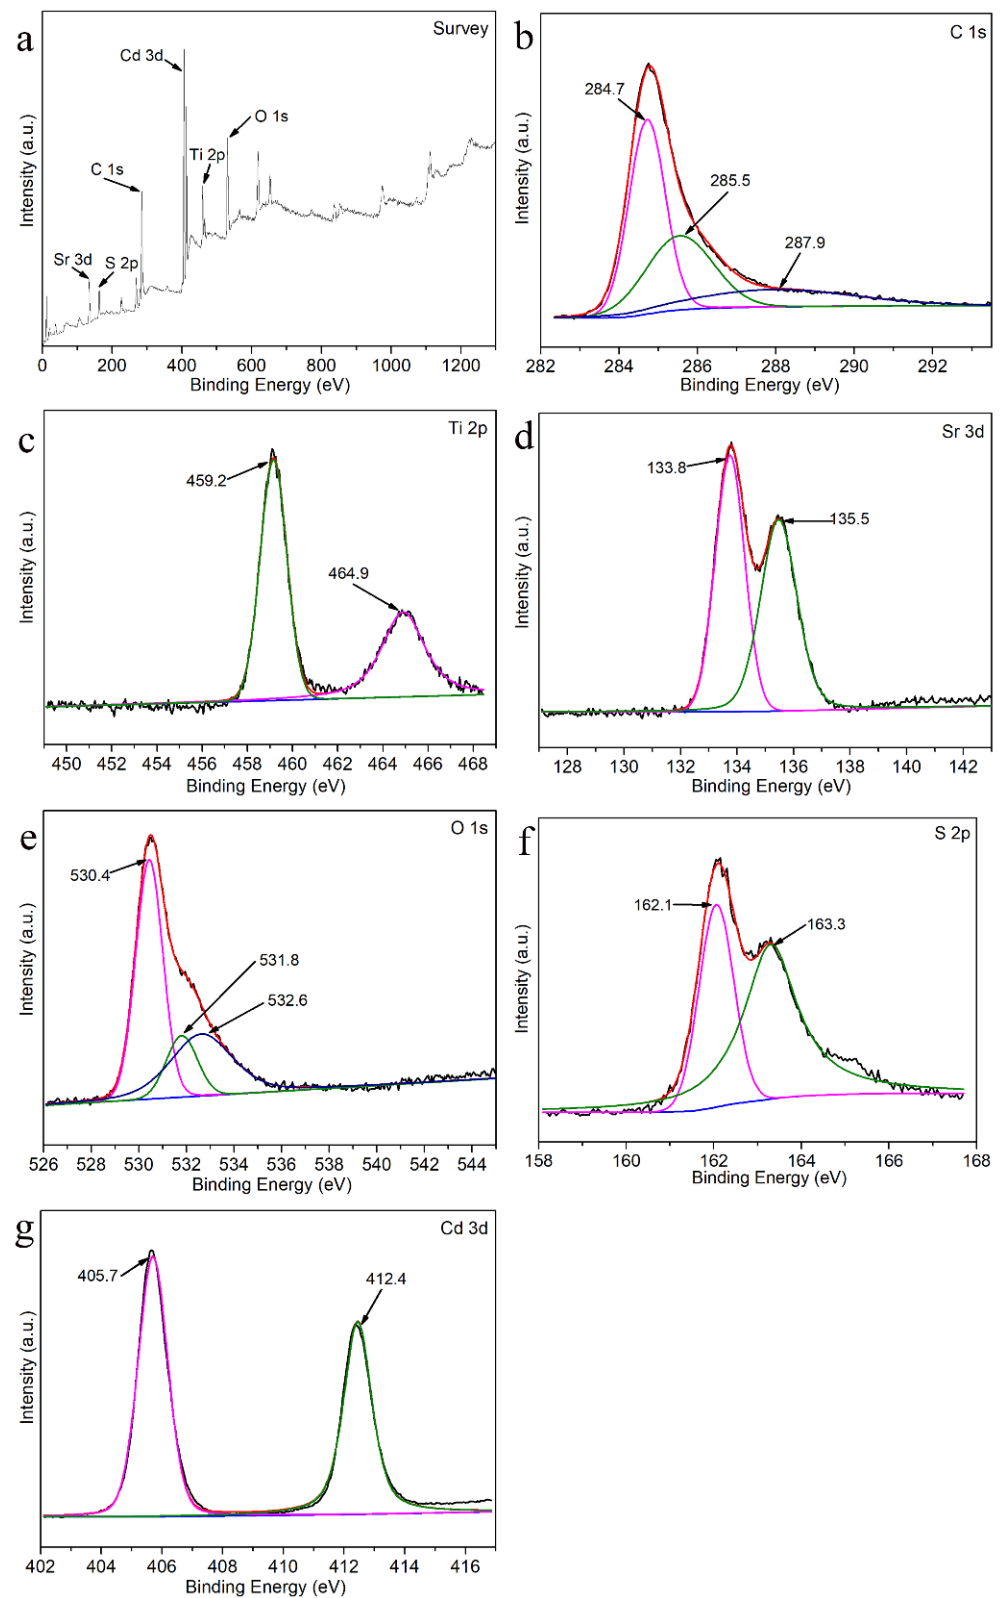 a
Survey
Cd 3d
O 1s
Ti 2p
C 1s
Sr 3d
S 2p
Intensity (a.u.)
0 200 400 600 800 1000 1200
Binding Energy (eV)
b
C 1s
284.7
285.5
287.9
Intensity (a.u.)
282 284 286 288 290 292
Binding Energy (eV)
c
Ti 2p
459.2
464.9
Intensity (a.u.)
450 452 454 456 458 460 462 464 466 468
Binding Energy (eV)
d
Sr 3d
133.8
135.5
Intensity (a.u.)
128 130 132 134 136 138 140 142
Binding Energy (eV)
e
O 1s
530.4
531.8
532.6
Intensity (a.u.)
526 528 530 532 534 536 538 540 542 544
Binding Energy (eV)
f
S 2p
162.1
163.3
Intensity (a.u.)
158 160 162 164 166 168
Binding Energy (eV)
g
Cd 3d
405.7
412.4
Intensity (a.u.)
402 404 406 408 410 412 414 416
Binding Energy (eV)